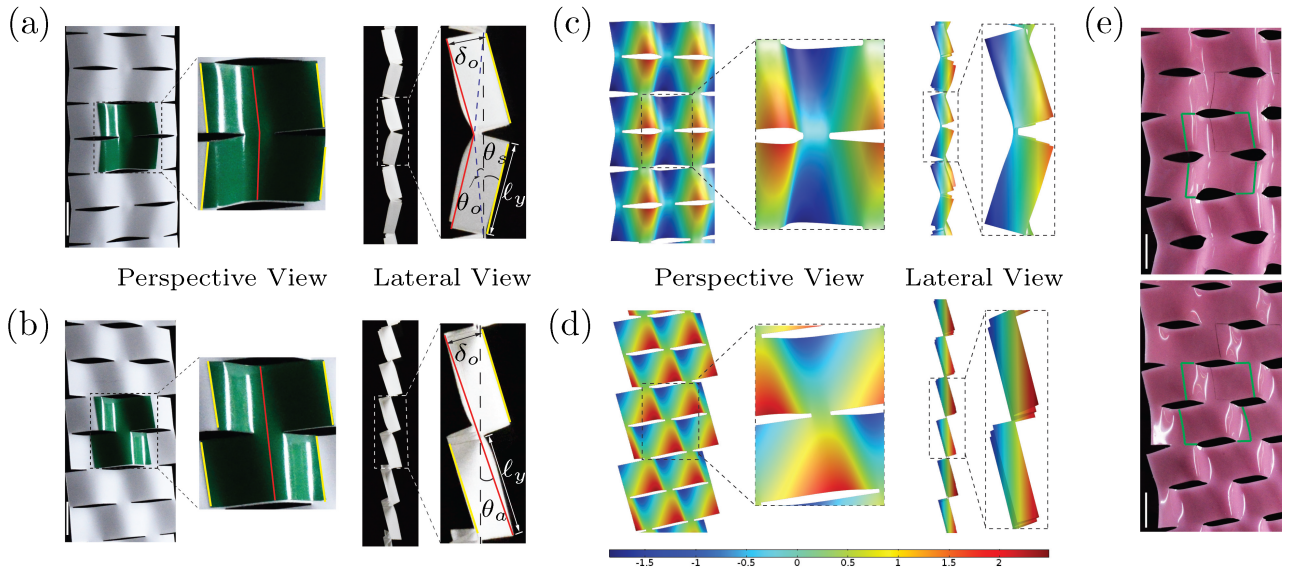 (a)
δₒ
θₛ
θₒ
ℓy
(c)
(e)
Perspective View
Lateral View
Perspective View
Lateral View
(b)
δₒ
ℓy
θₐ
(d)
-1.5 -1 -0.5 0 0.5 1 1.5 2